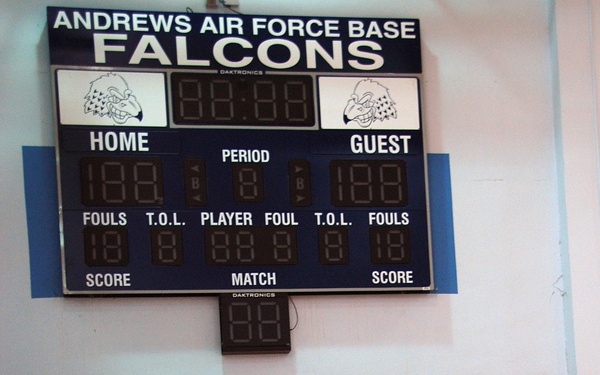 ANDREWS AIR FORCE BASE
FALCONS
DAKTRONICS
HOME GUEST
PERIOD
B B
FOULS T.O.L. PLAYER FOUL T.O.L. FOULS
SCORE MATCH SCORE
DAKTRONICS